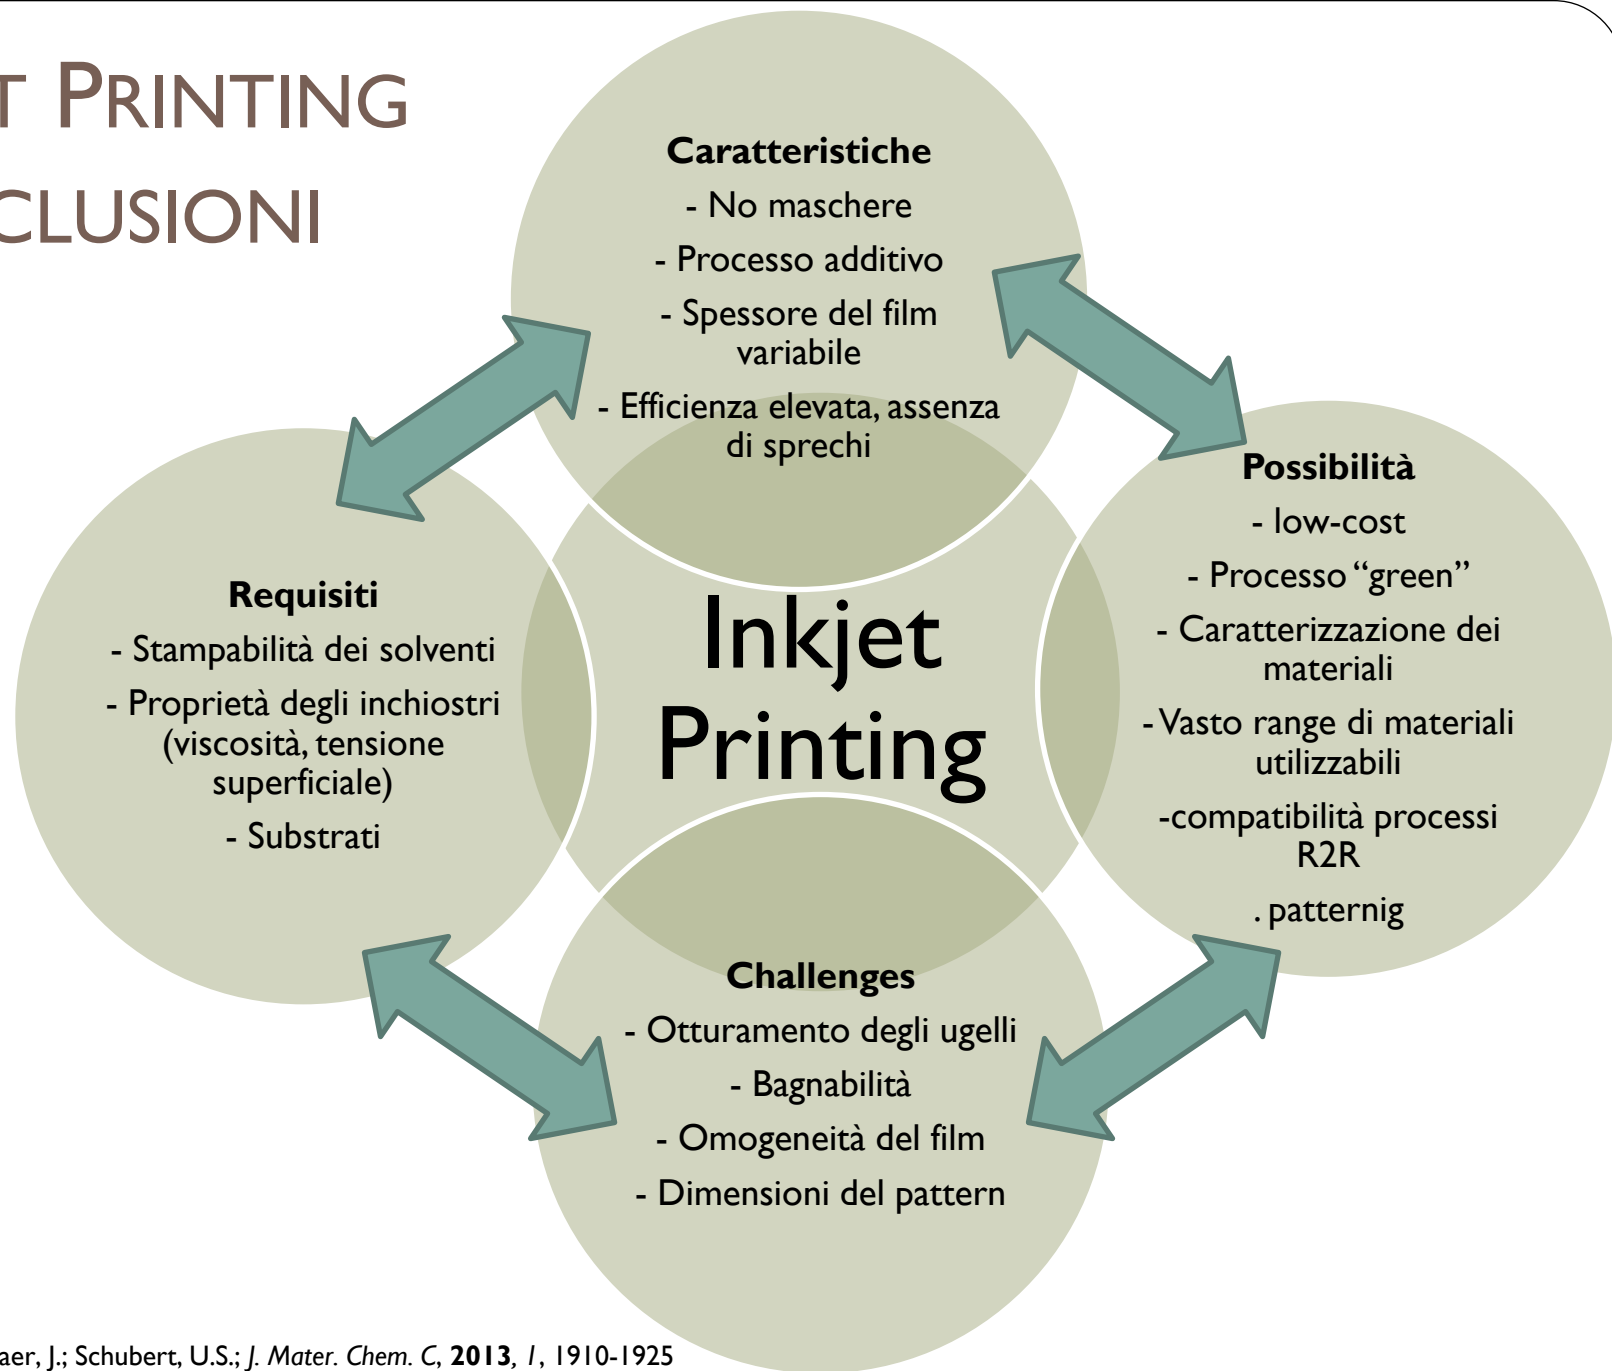 T PRINTING
CLUSIONI
Caratteristiche
- No maschere
- Processo additivo
- Spessore del film
variabile
- Efficienza elevata, assenza
di sprechi
Requisiti
- Stampabilità dei solventi
- Proprietà degli inchiostri
(viscosità, tensione
superficiale)
- Substrati
Inkjet
Printing
Possibilità
- low-cost
- Processo “green”
- Caratterizzazione dei
materiali
- Vasto range di materiali
utilizzabili
-compatibilità processi
R2R
. patternig
Challenges
- Otturamento degli ugelli
- Bagnabilità
- Omogeneità del film
- Dimensioni del pattern
aer, J.; Schubert, U.S.; J. Mater. Chem. C, 2013, 1, 1910-1925